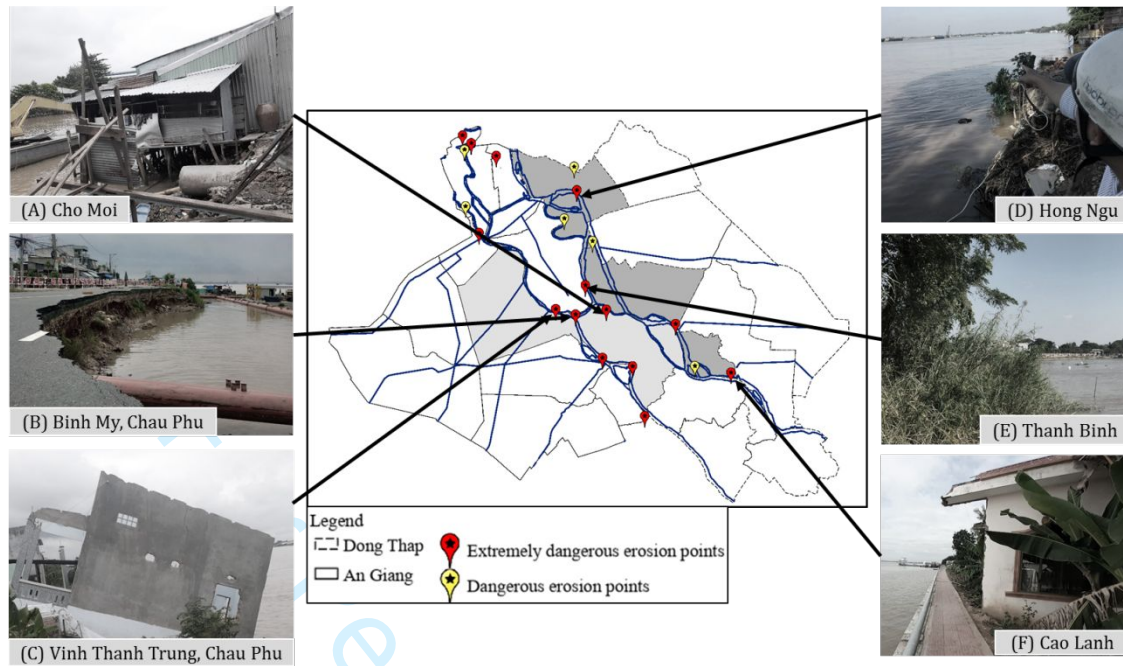 (A) Cho Moi
(B) Binh My, Chau Phu
(C) Vinh Thanh Trung, Chau Phu
Legend
Dong Thap
An Giang
Extremely dangerous erosion points
Dangerous erosion points
(D) Hong Ngu
(E) Thanh Binh
(F) Cao Lanh